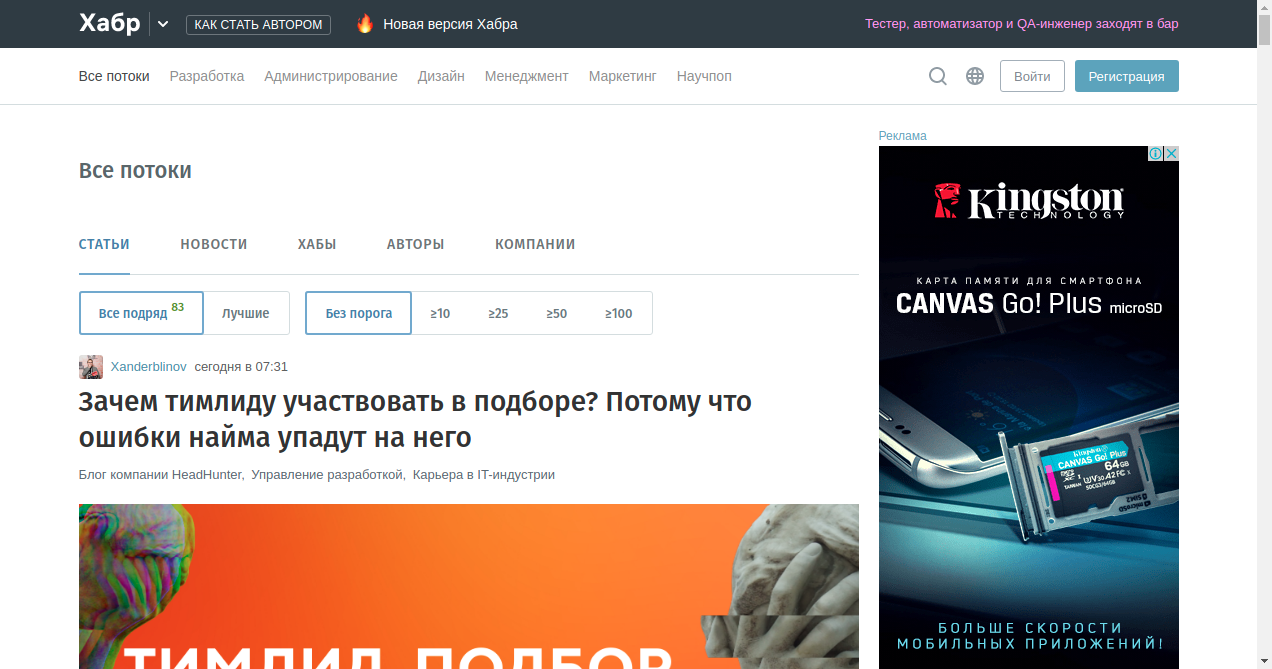 Хабр
КАК СТАТЬ АВТОРОМ
Новая версия Хабра
Тестер, автоматизатор и QA-инженер заходят в бар
Все потоки Разработка Администрирование Дизайн Менеджмент Маркетинг Научпоп
Войти
Регистрация
Все потоки
СТАТЬИ НОВОСТИ ХАБЫ АВТОРЫ КОМПАНИИ
Все подряд 83 Лучшие
Без порога ≥10 ≥25 ≥50 ≥100
Xanderblinov сегодня в 07:31
Зачем тимлиду участвовать в подборе? Потому что
ошибки найма упадут на него
Блог компании HeadHunter, Управление разработкой, Карьера в IT-индустрии
ТИМЛИД ПОДБОР
Реклама
Kingston
TECHNOLOGY
КАРТА ПАМЯТИ ДЛЯ СМАРТФОНА
CANVAS Go! Plus microSD
Kingston
CANVAS Go! Plus
64GB
БОЛЬШЕ СКОРОСТИ
МОБИЛЬНЫХ ПРИЛОЖЕНИЙ!